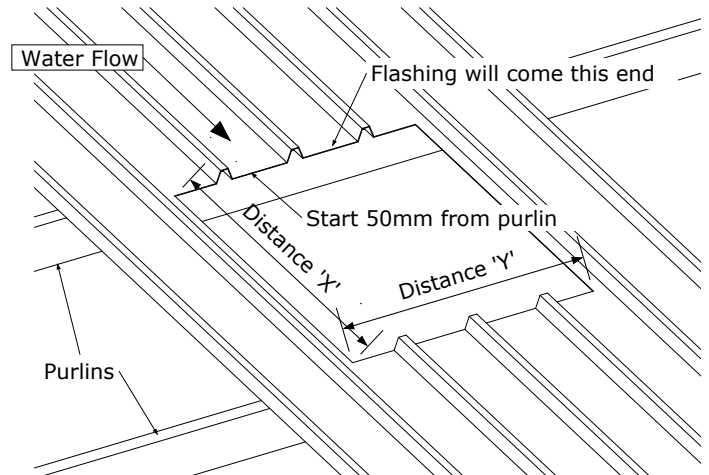 Water Flow
Flashing will come this end
Start 50mm from purlin
Distance 'X'
Distance 'Y'
Purlins